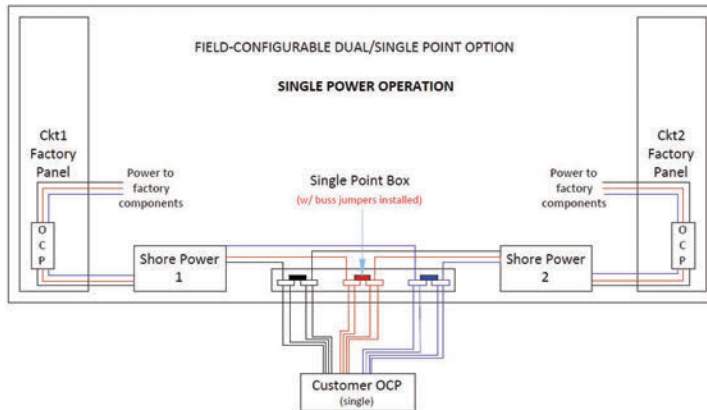 FIELD-CONFIGURABLE DUAL/SINGLE POINT OPTION
SINGLE POWER OPERATION
Ckt1
Factory
Panel
Ckt2
Factory
Panel
Power to
factory
components
Single Point Box
(w/ buss jumpers installed)
Power to
factory
components
O
C
P
O
C
P
Shore Power
1
Shore Power
2
Customer OCP
(single)